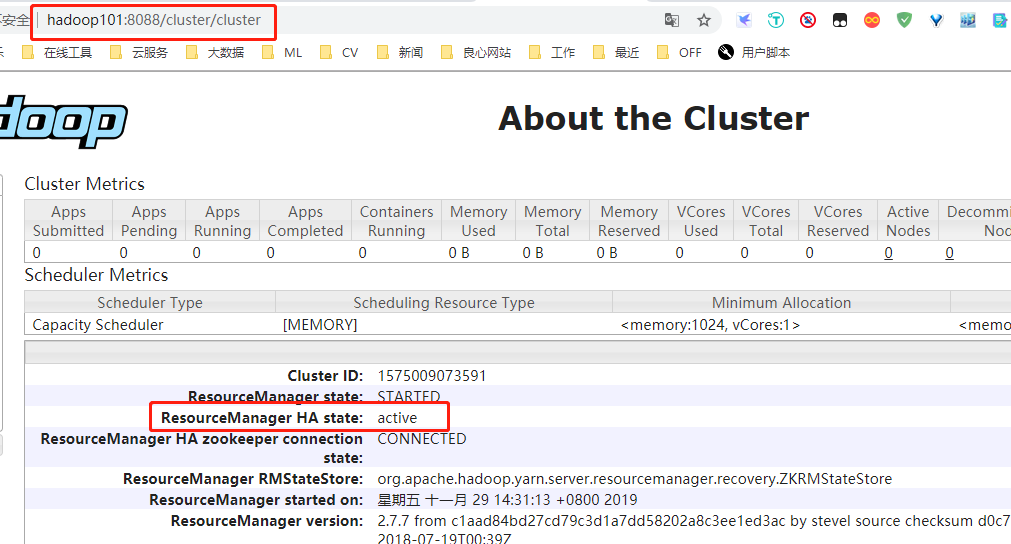 安全 hadoop101:8088/cluster/cluster
在线工具 云服务 大数据 ML CV 新闻 良心网站 工作 最近 OFF 用户脚本
doop
About the Cluster
Cluster Metrics
Apps Submitted Apps Pending Apps Running Apps Completed Containers Running Memory Used Memory Total Memory Reserved VCores Used VCores Total VCores Reserved Active Nodes Decommi Nod
0 0 0 0 0 0 B 0 B 0 B 0 0 0 0 0
Scheduler Metrics
Scheduler Type Scheduling Resource Type Minimum Allocation
Capacity Scheduler [MEMORY] <memory:1024, vCores:1> <memo
Cluster ID: 1575009073591
ResourceManager state: STARTED
ResourceManager HA state: active
ResourceManager HA zookeeper connection state: CONNECTED
ResourceManager RMStateStore: org.apache.hadoop.yarn.server.resourcemanager.recovery.ZKRMStateStore
ResourceManager started on: 星期五 十一月 29 14:31:13 +0800 2019
ResourceManager version: 2.7.7 from c1aad84bd27cd79c3d1a7dd58202a8c3ee1ed3ac by stevel source checksum d0c7
2018-07-19T00:39Z